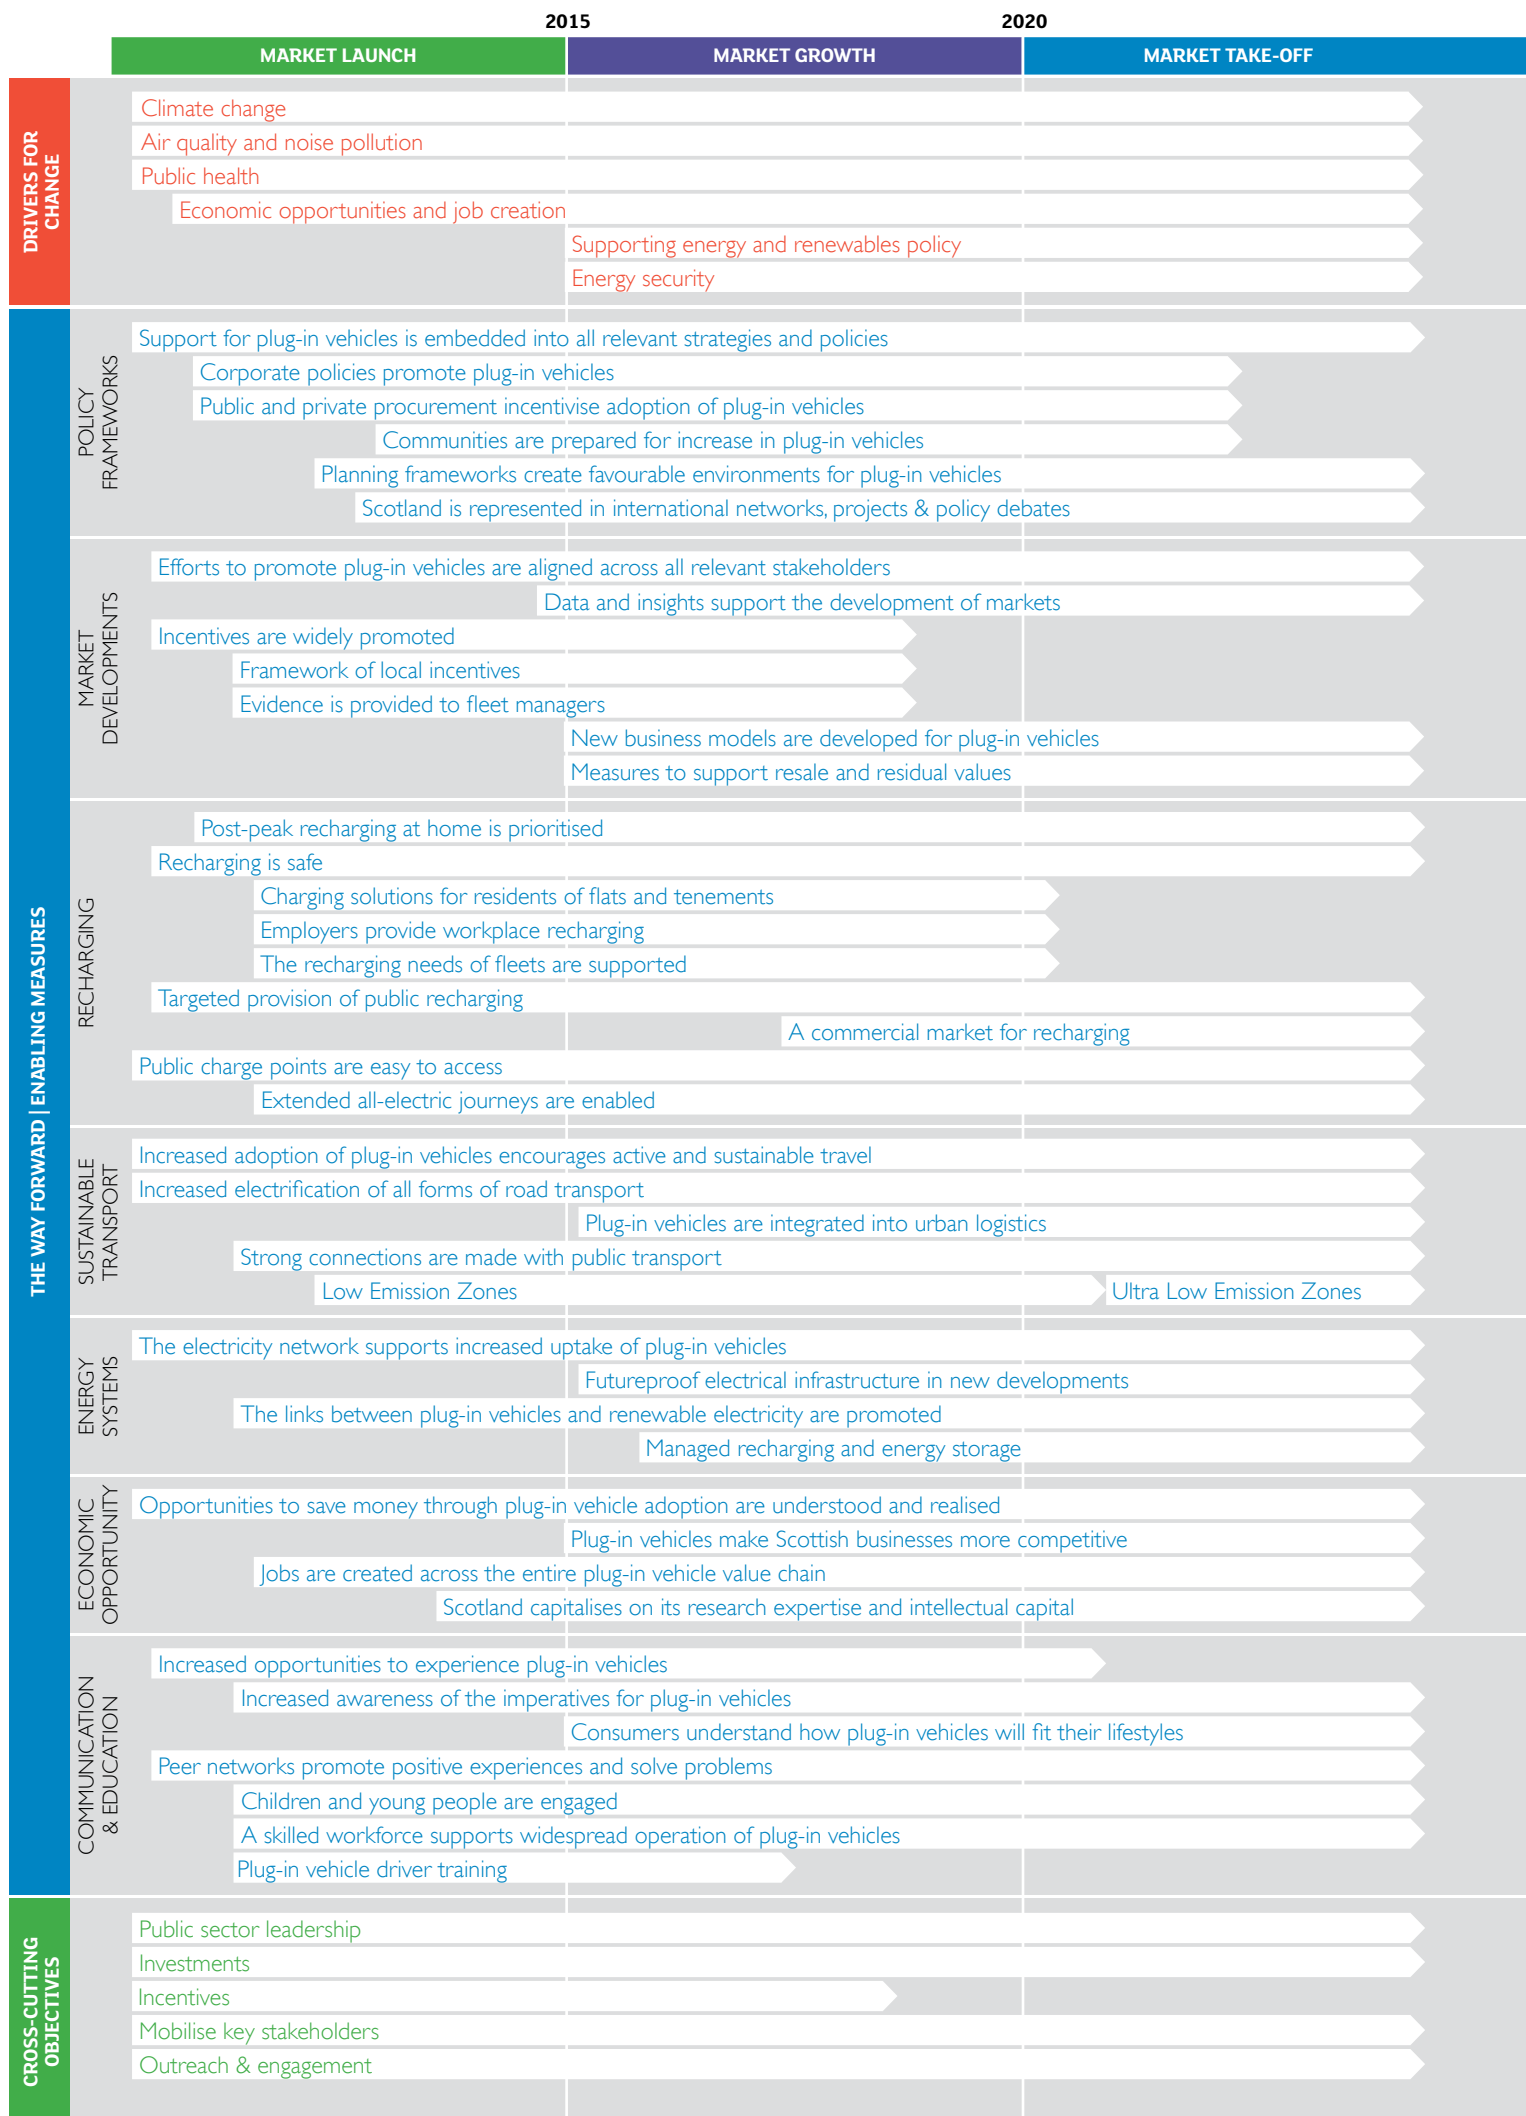 2015
2020
MARKET LAUNCH
MARKET GROWTH
MARKET TAKE-OFF
DRIVERS FOR
CHANGE
Climate change
Air quality and noise pollution
Public health
Economic opportunities and job creation
Supporting energy and renewables policy
Energy security
THE WAY FORWARD | ENABLING MEASURES
POLICY
FRAMEWORKS
Support for plug-in vehicles is embedded into all relevant strategies and policies
Corporate policies promote plug-in vehicles
Public and private procurement incentivise adoption of plug-in vehicles
Communities are prepared for increase in plug-in vehicles
Planning frameworks create favourable environments for plug-in vehicles
Scotland is represented in international networks, projects & policy debates
MARKET
DEVELOPMENTS
Efforts to promote plug-in vehicles are aligned across all relevant stakeholders
Data and insights support the development of markets
Incentives are widely promoted
Framework of local incentives
Evidence is provided to fleet managers
New business models are developed for plug-in vehicles
Measures to support resale and residual values
RECHARGING
Post-peak recharging at home is prioritised
Recharging is safe
Charging solutions for residents of flats and tenements
Employers provide workplace recharging
The recharging needs of fleets are supported
Targeted provision of public recharging
A commercial market for recharging
Public charge points are easy to access
Extended all-electric journeys are enabled
SUSTAINABLE
TRANSPORT
Increased adoption of plug-in vehicles encourages active and sustainable travel
Increased electrification of all forms of road transport
Plug-in vehicles are integrated into urban logistics
Strong connections are made with public transport
Low Emission Zones
Ultra Low Emission Zones
ENERGY
SYSTEMS
The electricity network supports increased uptake of plug-in vehicles
Futureproof electrical infrastructure in new developments
The links between plug-in vehicles and renewable electricity are promoted
Managed recharging and energy storage
ECONOMIC
OPPORTUNITY
Opportunities to save money through plug-in vehicle adoption are understood and realised
Plug-in vehicles make Scottish businesses more competitive
Jobs are created across the entire plug-in vehicle value chain
Scotland capitalises on its research expertise and intellectual capital
COMMUNICATION
& EDUCATION
Increased opportunities to experience plug-in vehicles
Increased awareness of the imperatives for plug-in vehicles
Consumers understand how plug-in vehicles will fit their lifestyles
Peer networks promote positive experiences and solve problems
Children and young people are engaged
A skilled workforce supports widespread operation of plug-in vehicles
Plug-in vehicle driver training
CROSS-CUTTING
OBJECTIVES
Public sector leadership
Investments
Incentives
Mobilise key stakeholders
Outreach & engagement